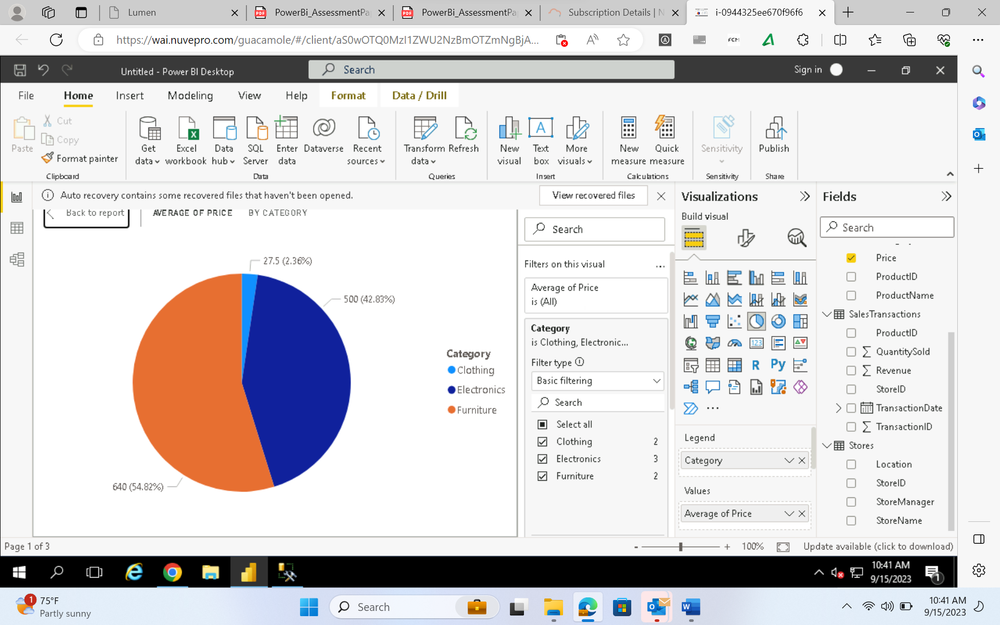 Lumen
PowerBi_AssessmentPa
PowerBi_AssessmentPa
Subscription Details | N
i-0944325ee670f96f6
https://wai.nuvepro.com/guacamole/#/client/aS0wOTQ0MzI1ZWU2NzBmOTZmNgBjA...
Untitled - Power BI Desktop
Search
Sign in
File
Home
Insert
Modeling
View
Help
Format
Data / Drill
Paste
Cut
Copy
Format painter
Clipboard
Get data
Excel workbook
Data hub
SQL Server
Enter data
Dataverse
Recent sources
Data
Transform data
Refresh
Queries
New visual
Text box
More visuals
Insert
New measure
Quick measure
Calculations
Sensitivity
Sensitivity
Publish
Share
Auto recovery contains some recovered files that haven't been opened.
View recovered files
Back to report
AVERAGE OF PRICE BY CATEGORY
27.5 (2.36%)
500 (42.83%)
640 (54.82%)
Category
Clothing
Electronics
Furniture
Search
Filters on this visual
...
Average of Price
is (All)
Category
is Clothing, Electronic...
Filter type
Basic filtering
Search
Select all
Clothing 2
Electronics 3
Furniture 2
Visualizations
Build visual
123
R
Py
...
Legend
Category
Values
Average of Price
Fields
Search
Price
ProductID
ProductName
SalesTransactions
ProductID
QuantitySold
Revenue
StoreID
TransactionDate
TransactionID
Stores
Location
StoreID
StoreManager
StoreName
Page 1 of 3
- + 100%
Update available (click to download)
10:41 AM
9/15/2023
1
1
75°F
Partly sunny
Search
10:41 AM
9/15/2023